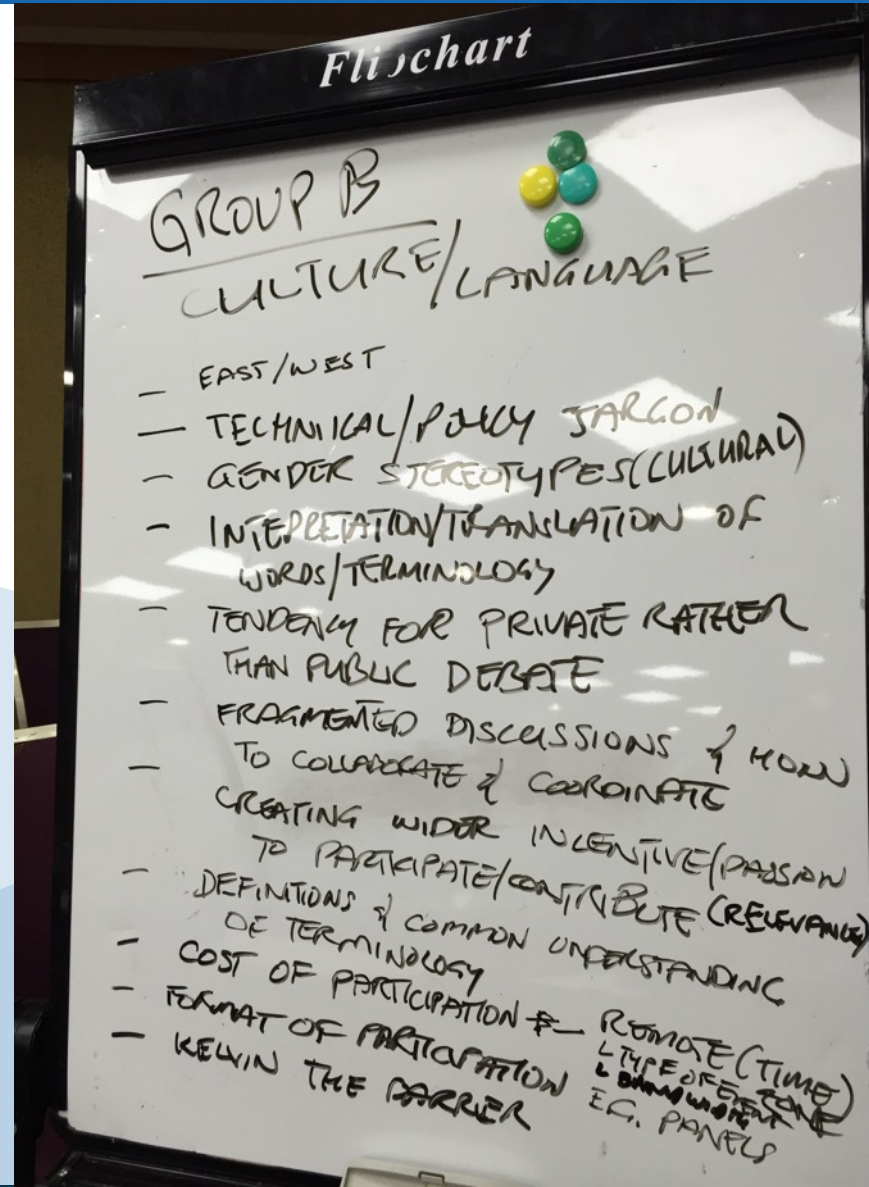 Flipchart
GROUP B
CULTURE/LANGUAGE
- EAST/WEST
- TECHNICAL/POLICY JARGON
- GENDER STEREOTYPES (CULTURAL)
- INTEPRETATION/TRANSLATION OF
WORDS/TERMINOLOGY
- TENDENCY FOR PRIVATE RATHER
THAN PUBLIC DEBATE
- FRAGMENTED DISCUSSIONS & HOW
TO COLLABORATE & COORDINATE
- CREATING WIDER INCENTIVE/PASSION
TO PARTICIPATE/CONTRIBUTE (RELEVANCE)
- DEFINITIONS & COMMON UNDERSTANDING
OF TERMINOLOGY
- COST OF PARTICIPATION - REMOTE (TIME ZONE)
- FORMAT OF PARTICIPATION
L TYPE OF EVENT
L BANDWIDTH
E.G. PANELS
- KELVIN THE BARRIER